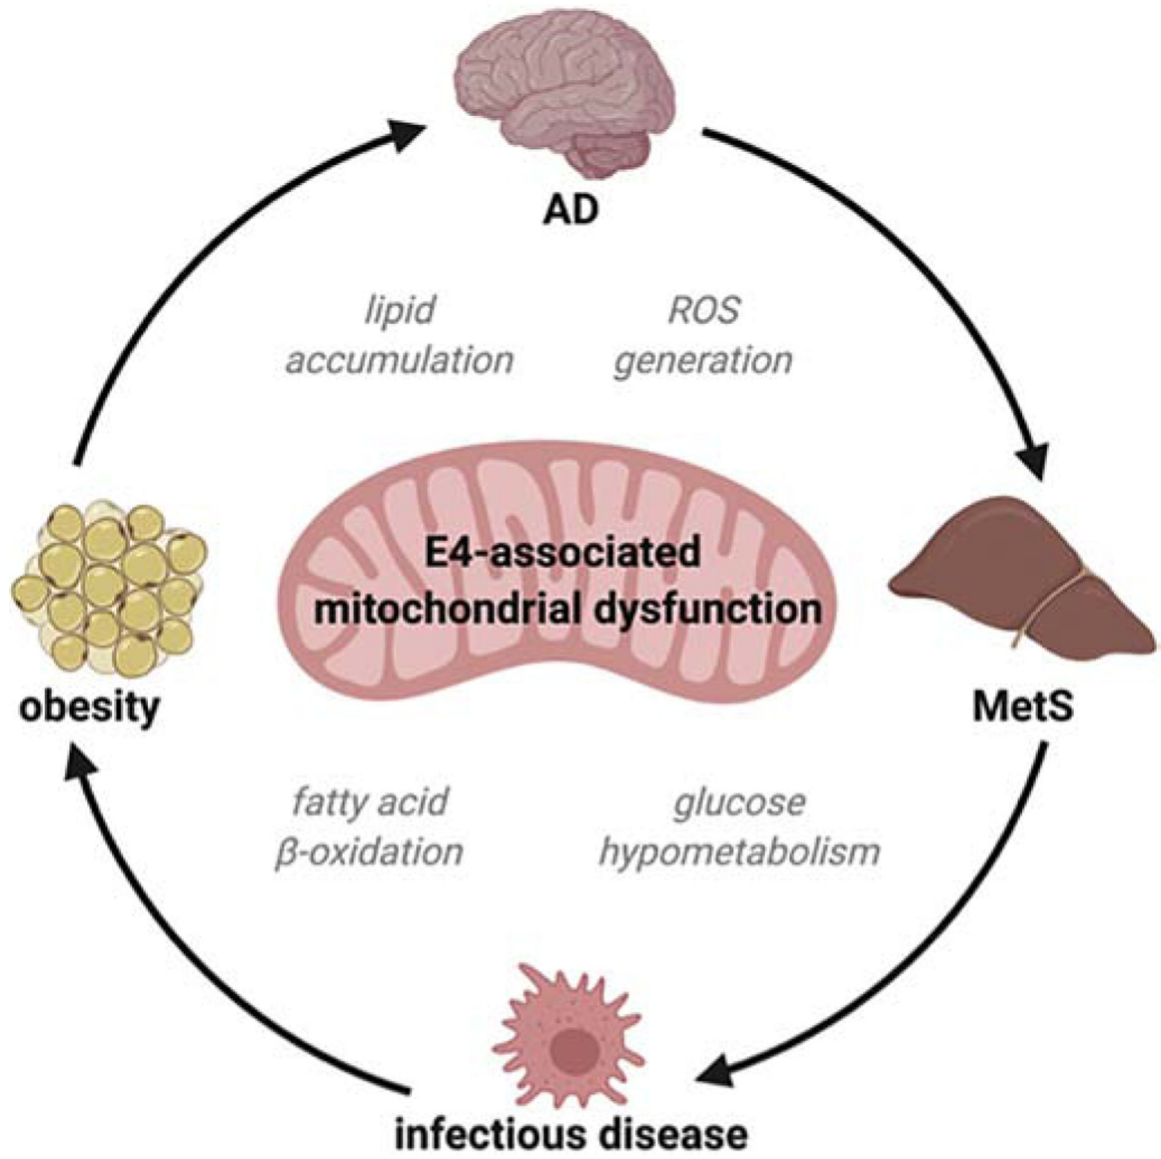 AD
lipid
accumulation
ROS
generation
E4-associated
mitochondrial dysfunction
obesity
MetS
fatty acid
β-oxidation
glucose
hypometabolism
infectious disease